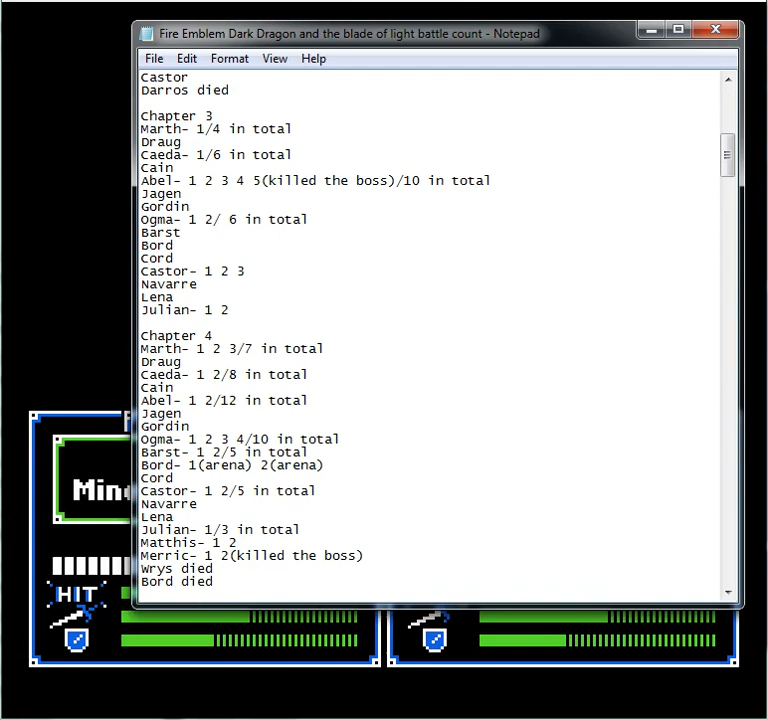 Fire Emblem Dark Dragon and the blade of light battle count - Notepad
File Edit Format View Help
Castor
Darros died
Chapter 3
Marth- 1/4 in total
Draug
Caeda- 1/6 in total
Cain
Abel- 1 2 3 4 5(killed the boss)/10 in total
Jagen
Gordin
Ogma- 1 2/ 6 in total
Barst
Bord
Cord
Castor- 1 2 3
Navarre
Lena
Julian- 1 2
Chapter 4
Marth- 1 2 3/7 in total
Draug
Caeda- 1 2/8 in total
Cain
Abel- 1 2/12 in total
Jagen
Gordin
Ogma- 1 2 3 4/10 in total
Barst- 1 2/5 in total
Bord- 1(arena) 2(arena)
Cord
Castor- 1 2/5 in total
Navarre
Lena
Julian- 1/3 in total
Matthis- 1 2
Merric- 1 2(killed the boss)
Wrys died
Bord died
HIT